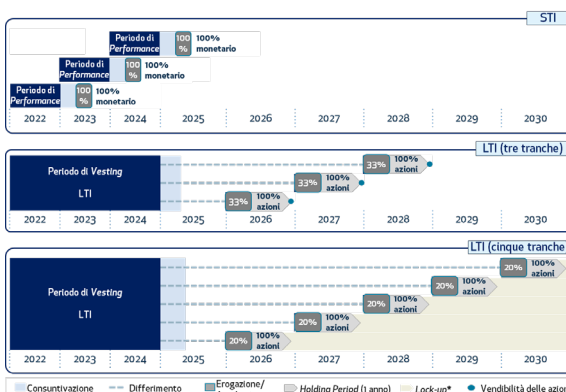 STI
Periodo di
Performance
100
%
100%
monetario
Periodo di
Performance
100
%
100%
monetario
Periodo di
Performance
100
%
100%
monetario
2022 2023 2024 2025 2026 2027 2028 2029 2030
LTI (tre tranche)
Periodo di Vesting
LTI
33% 100%
azioni
33% 100%
azioni
33% 100%
azioni
2022 2023 2024 2025 2026 2027 2028 2029 2030
LTI (cinque tranche
Periodo di Vesting
LTI
20% 100%
azioni
20% 100%
azioni
20% 100%
azioni
20% 100%
azioni
20% 100%
azioni
2022 2023 2024 2025 2026 2027 2028 2029 2030
Consuntivazione Differimento Erogazione/ Holding Period (1 anno) Lock-up* Vendibilità delle azio